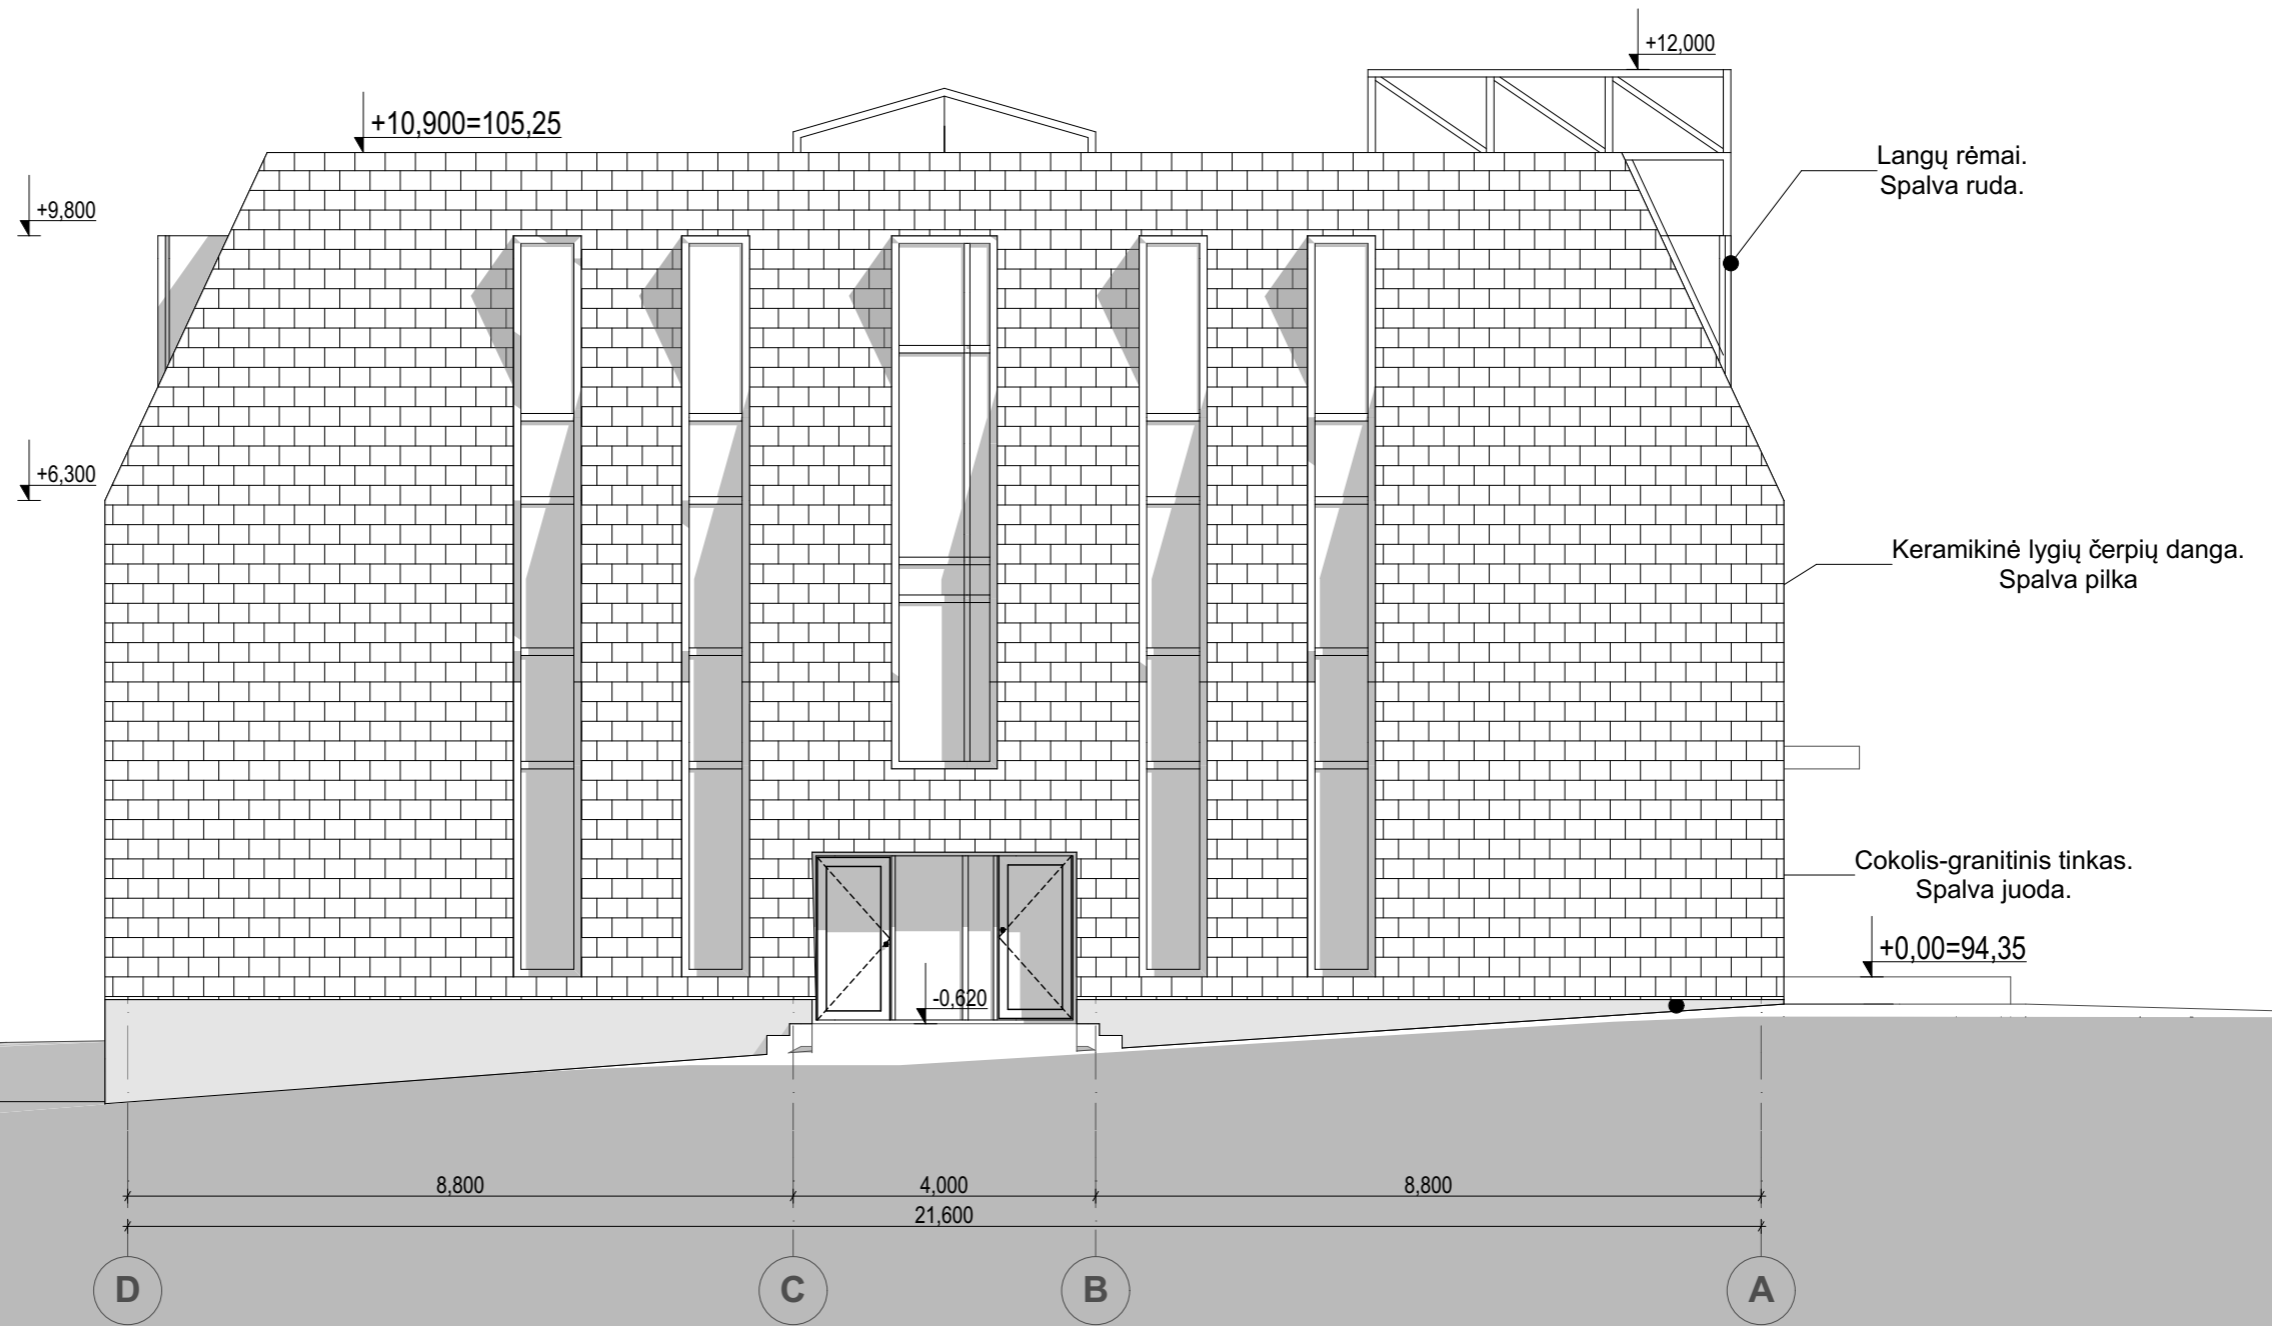 +12,000
+10,900=105,25
Langų rėmai.
Spalva ruda.
+9,800
+6,300
Keramikinė lygių čerpių danga.
Spalva pilka
Cokolis-granitinis tinkas.
Spalva juoda.
+0,00=94,35
-0,620
8,800 4,000 8,800
21,600
D C B A